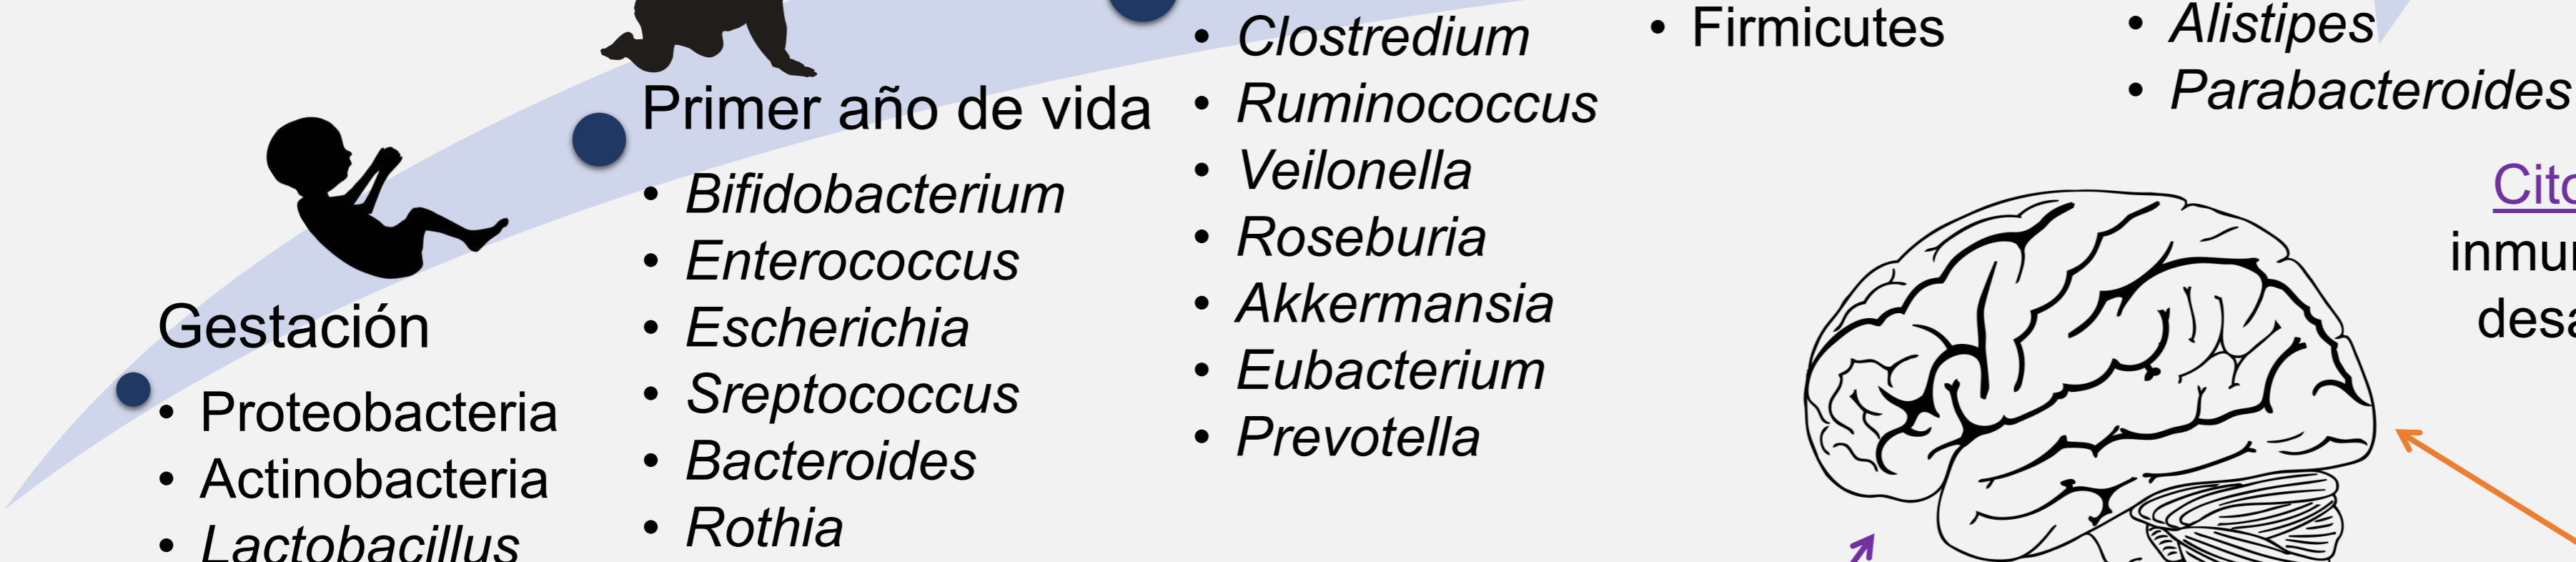 Gestación
• Proteobacteria
• Actinobacteria
• Lactobacillus
Primer año de vida
• Bifidobacterium
• Enterococcus
• Escherichia
• Sreptococcus
• Bacteroides
• Rothia
• Clostredium
• Ruminococcus
• Veilonella
• Roseburia
• Akkermansia
• Eubacterium
• Prevotella
• Firmicutes
• Alistipes
• Parabacteroides